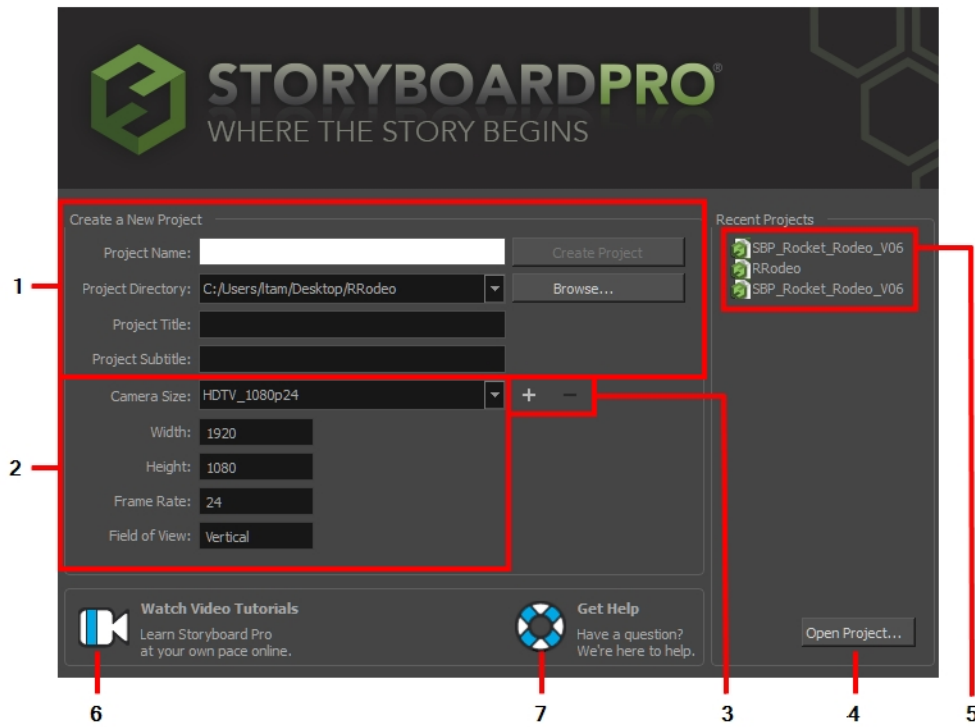 STORYBOARDPRO®
WHERE THE STORY BEGINS
Create a New Project
Project Name:
Create Project
Project Directory:
C:/Users/ltam/Desktop/RRodeo
Browse...
Project Title:
Project Subtitle:
Camera Size:
HDTV_1080p24
+ −
Width:
1920
Height:
1080
Frame Rate:
24
Field of View:
Vertical
Recent Projects
SBP_Rocket_Rodeo_V06
RRodeo
SBP_Rocket_Rodeo_V06
Watch Video Tutorials
Learn Storyboard Pro
at your own pace online.
Get Help
Have a question?
We're here to help.
Open Project...
1
2
6
7
3
4
5